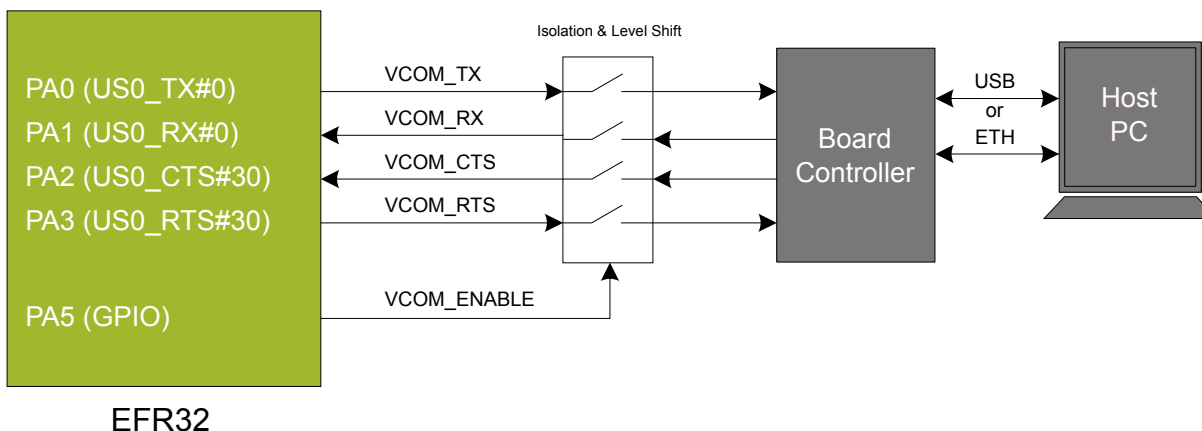 Isolation & Level Shift
PA0 (US0_TX#0)
PA1 (US0_RX#0)
PA2 (US0_CTS#30)
PA3 (US0_RTS#30)
PA5 (GPIO)
EFR32
VCOM_TX
VCOM_RX
VCOM_CTS
VCOM_RTS
VCOM_ENABLE
Board
Controller
USB
or
ETH
Host
PC